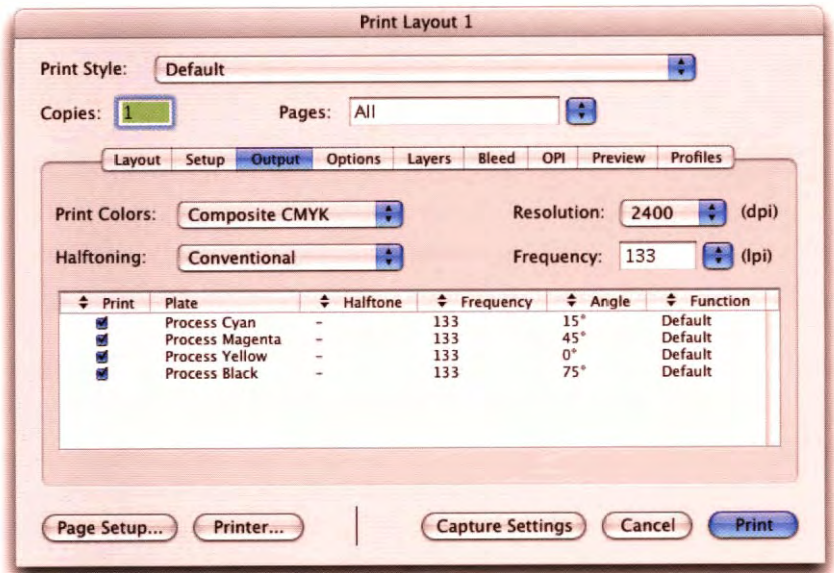 Print Layout 1
Print Style: Default
Copies: 1 Pages: All
Layout Setup Output Options Layers Bleed OPI Preview Profiles
Print Colors: Composite CMYK Resolution: 2400 (dpi)
Halftoning: Conventional Frequency: 133 (lpi)
Print Plate Halftone Frequency Angle Function
Process Cyan - 133 15° Default
Process Magenta - 133 45° Default
Process Yellow - 133 0° Default
Process Black - 133 75° Default
Page Setup... Printer... Capture Settings Cancel Print